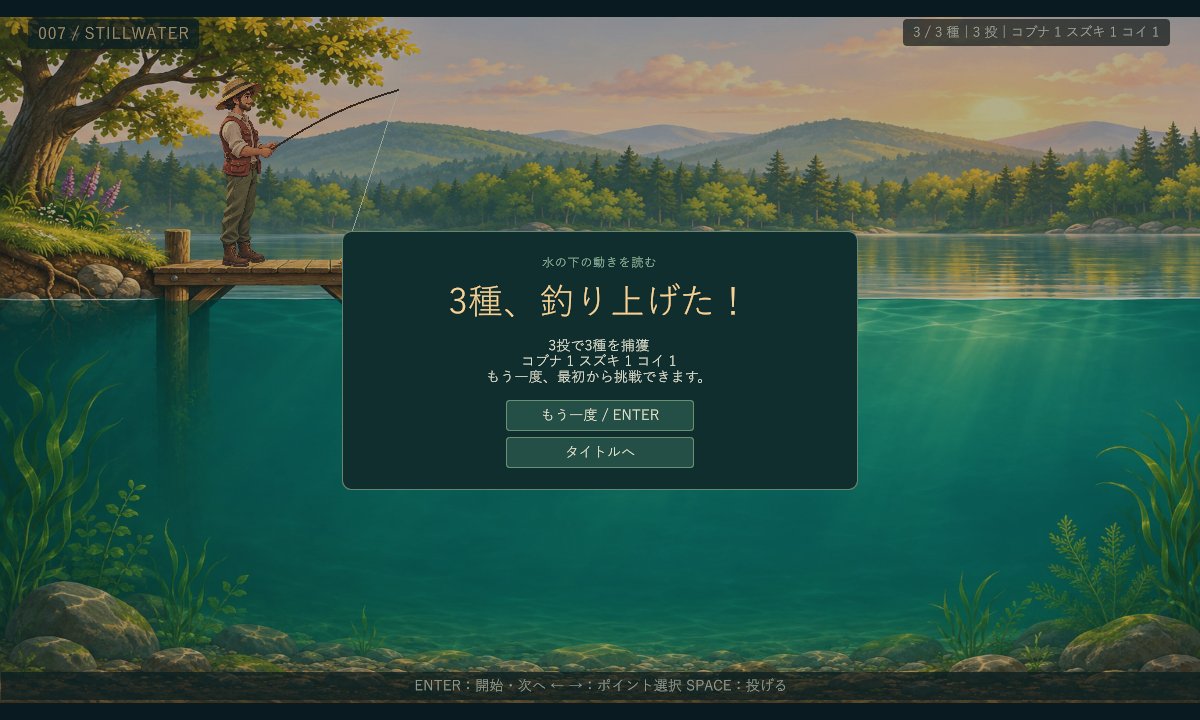 007 / STILLWATER
3 / 3 種 | 3 投 | コブナ 1 スズキ 1 コイ 1
水の下の動きを読む
3種、釣り上げた！
3投で3種を捕獲
コブナ 1 スズキ 1 コイ 1
もう一度、最初から挑戦できます。
もう一度 / ENTER
タイトルへ
ENTER：開始・次へ ← →：ポイント選択 SPACE：投げる